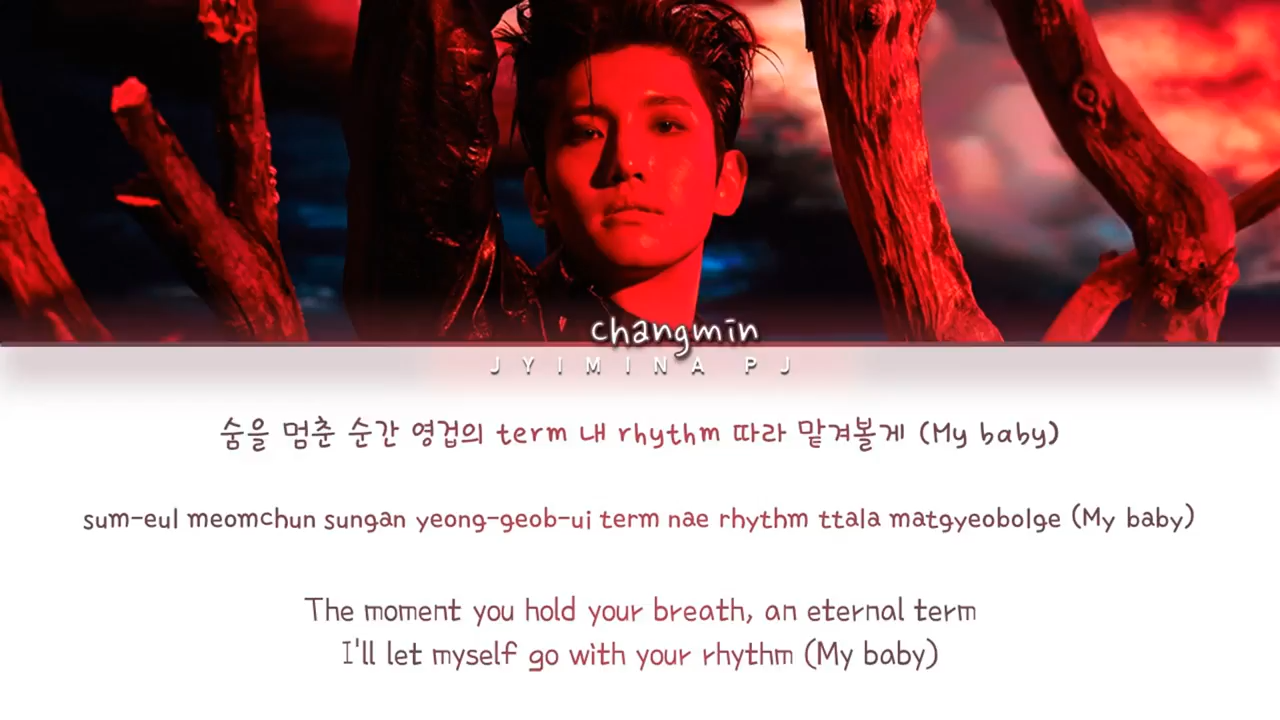 changmin
JYIMINA PJ
숨을 멈춘 순간 영겁의 term 내 rhythm 따라 맡겨볼게 (My baby)
sum-eul meomchun sungan yeong-geob-ui term nae rhythm ttala matgyeobolge (My baby)
The moment you hold your breath, an eternal term
I'll let myself go with your rhythm (My baby)